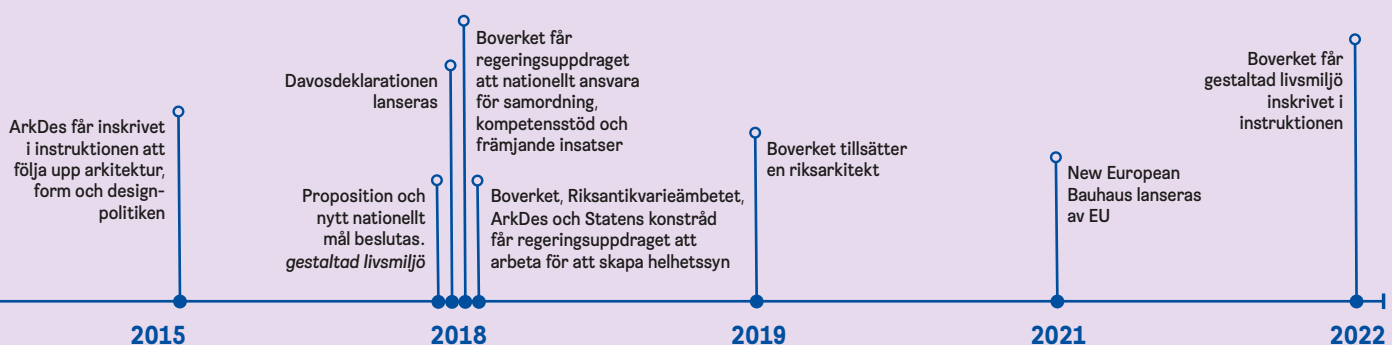 ArkDes får inskrivet
i instruktionen att
följa upp arkitektur,
form och design-
politiken
Proposition och
nytt nationellt
mål beslutas.
gestaltad livsmiljö
Davosdeklarationen
lanseras
Boverket får
regeringsuppdraget
att nationellt ansvara
för samordning,
kompetensstöd och
främjande insatser
Boverket, Riksantikvarieämbetet,
ArkDes och Statens konstråd
får regeringsuppdraget att
arbeta för att skapa helhetssyn
Boverket tillsätter
en riksarkitekt
New European
Bauhaus lanseras
av EU
Boverket får
gestaltad livsmiljö
inskrivet i
instruktionen
2015
2018
2019
2021
2022